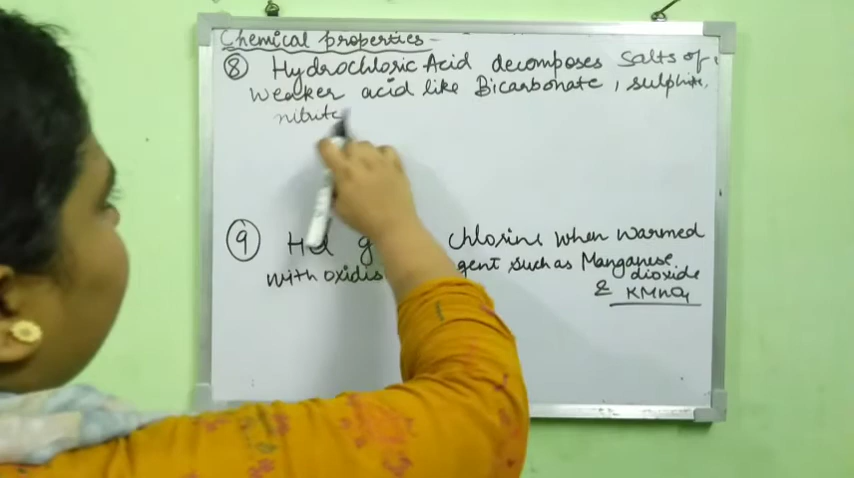 Chemical properties-
⑧ Hydrochloric Acid decomposes salts of
weaker acid like Bicarbonate, sulphite,
⑨ HCl chlorine when warmed
with oxidis gent such as Manganese
dioxide
& KMnO4